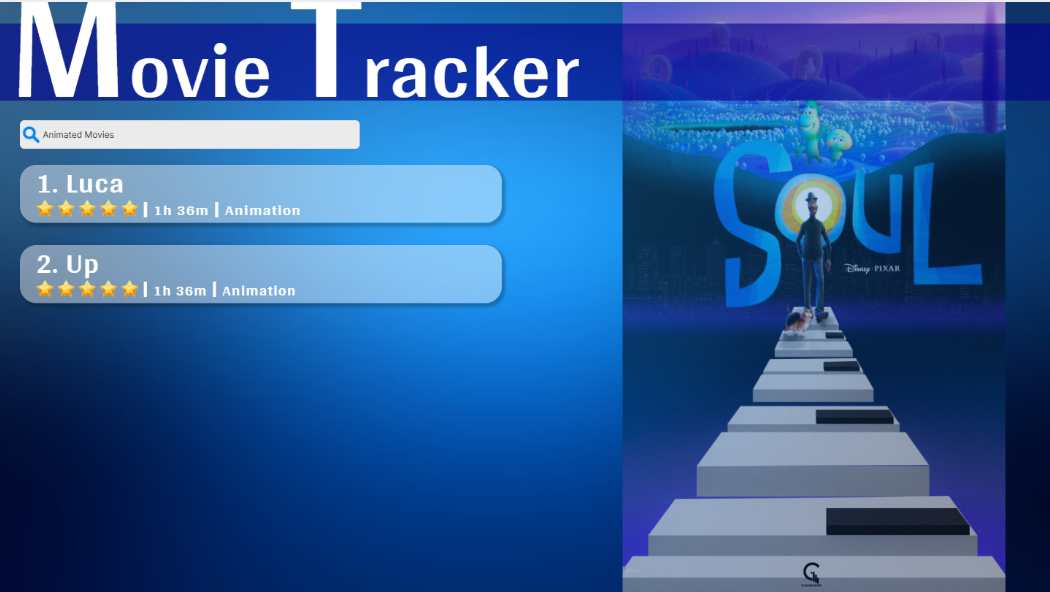 Movie Tracker
Animated Movies
1. Luca
1h 36m | Animation
2. Up
1h 36m | Animation
SOUL
Disney · PIXAR